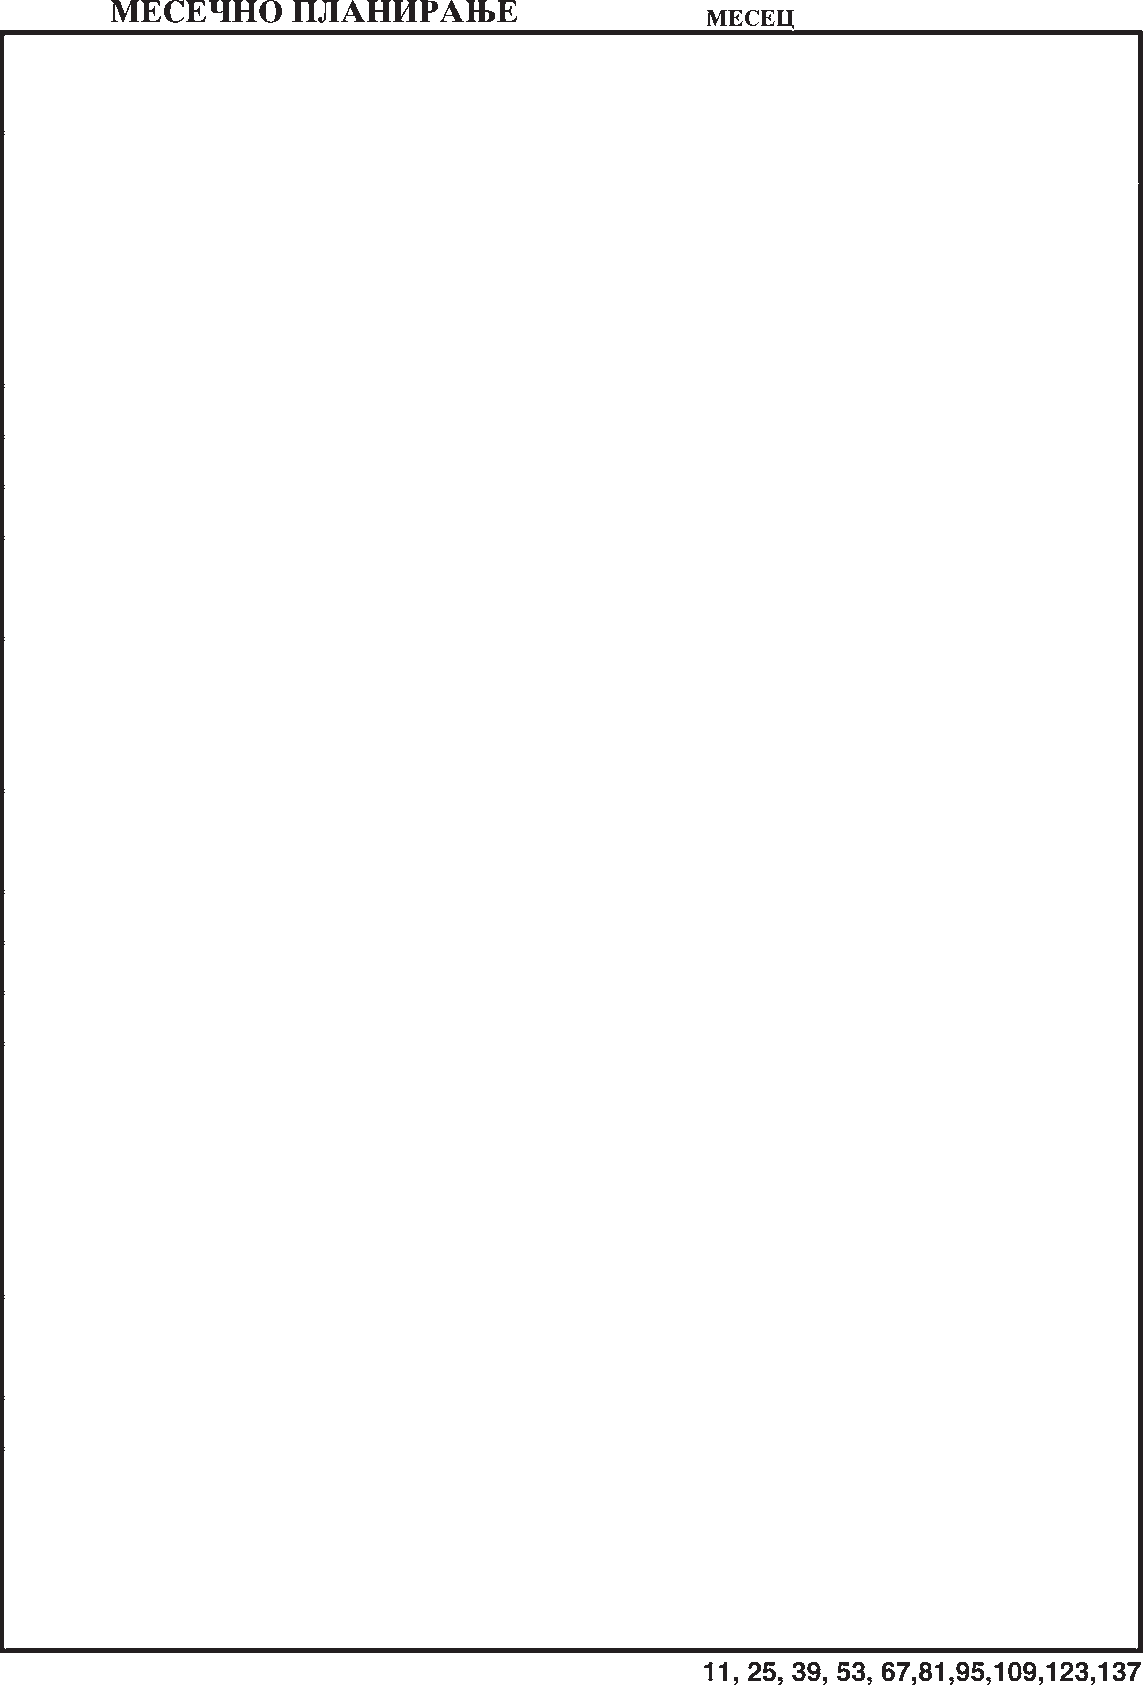 МЕСЕЧНО ПЛАНИРАЊЕ
МЕСЕЦ
11, 25, 39, 53, 67,81,95,109,123,137